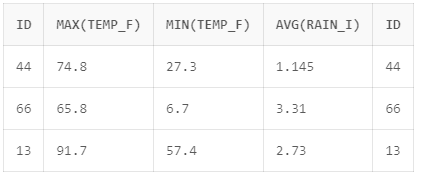 ID MAX(TEMP_F) MIN(TEMP_F) AVG(RAIN_I) ID
44 74.8 27.3 1.145 44
66 65.8 6.7 3.31 66
13 91.7 57.4 2.73 13